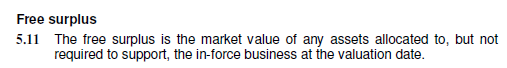 Free surplus
5.11 The free surplus is the market value of any assets allocated to, but not
required to support, the in-force business at the valuation date.